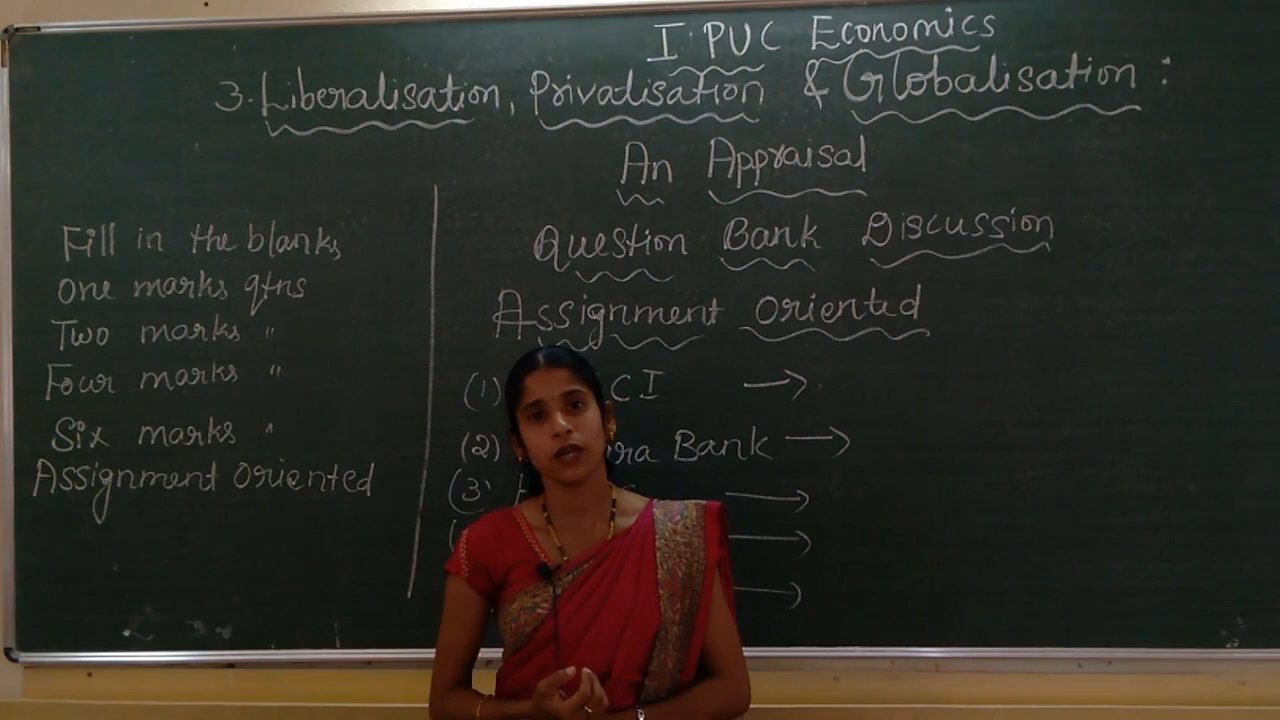 I PUC Economics
3. Liberalisation, Privatisation & Globalisation :
An Appraisal
Question Bank Discussion
Assignment oriented
(1) CI →
(2) Bank →
(3) →
→
→
Fill in the blanks
one marks qtns
Two marks "
Four marks "
Six marks "
Assignment oriented